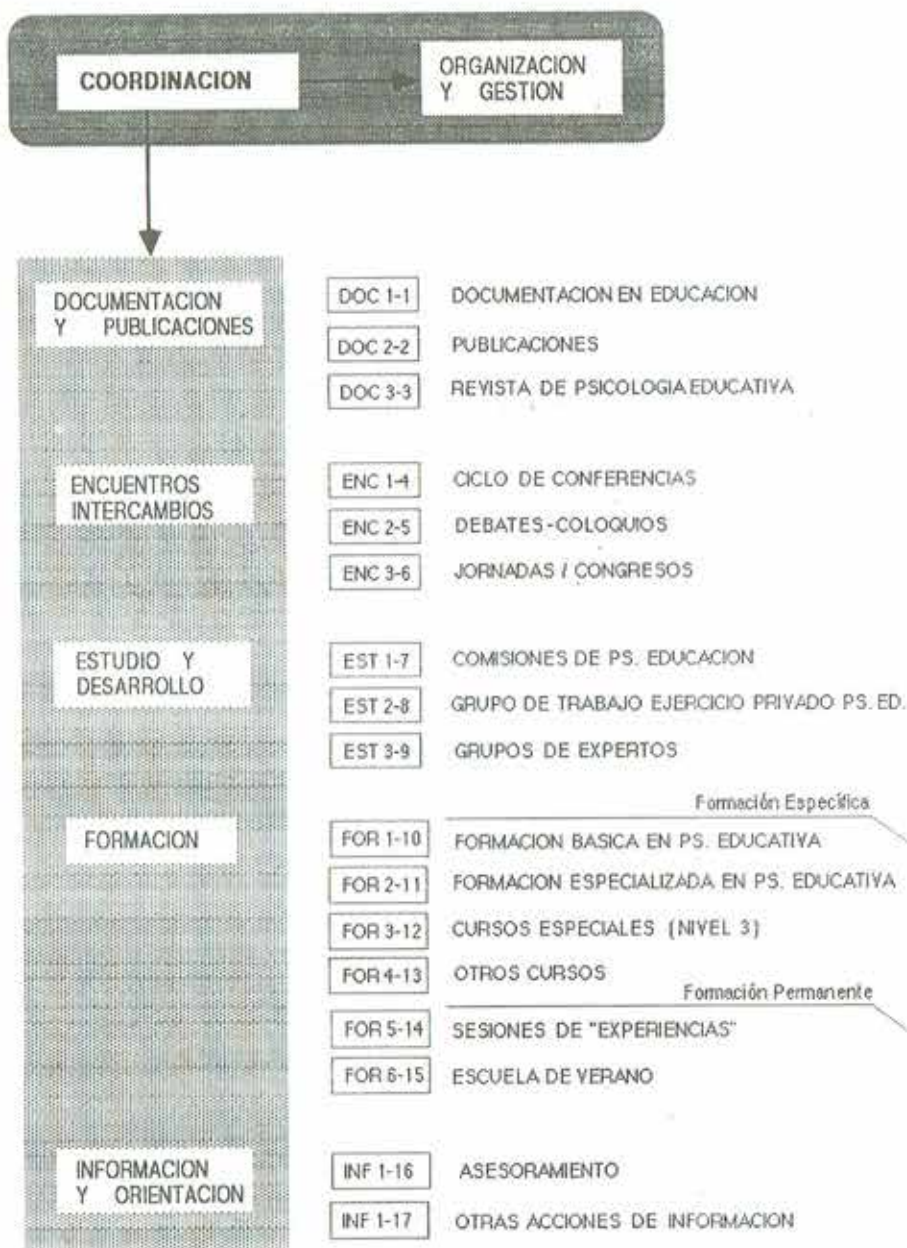 COORDINACION
ORGANIZACION
Y GESTION
DOCUMENTACION
Y PUBLICACIONES
DOC 1-1 DOCUMENTACION EN EDUCACION
DOC 2-2 PUBLICACIONES
DOC 3-3 REVISTA DE PSICOLOGIA EDUCATIVA
ENCUENTROS
INTERCAMBIOS
ENC 1-4 CICLO DE CONFERENCIAS
ENC 2-5 DEBATES-COLOQUIOS
ENC 3-6 JORNADAS / CONGRESOS
ESTUDIO Y
DESARROLLO
EST 1-7 COMISIONES DE PS. EDUCACION
EST 2-8 GRUPO DE TRABAJO EJERCICIO PRIVADO PS. ED.
EST 3-9 GRUPOS DE EXPERTOS
FORMACION
Formación Específica
FOR 1-10 FORMACION BASICA EN PS. EDUCATIVA
FOR 2-11 FORMACION ESPECIALIZADA EN PS. EDUCATIVA
FOR 3-12 CURSOS ESPECIALES (NIVEL 3)
FOR 4-13 OTROS CURSOS
Formación Permanente
FOR 5-14 SESIONES DE "EXPERIENCIAS"
FOR 6-15 ESCUELA DE VERANO
INFORMACION
Y ORIENTACION
INF 1-16 ASESORAMIENTO
INF 1-17 OTRAS ACCIONES DE INFORMACION